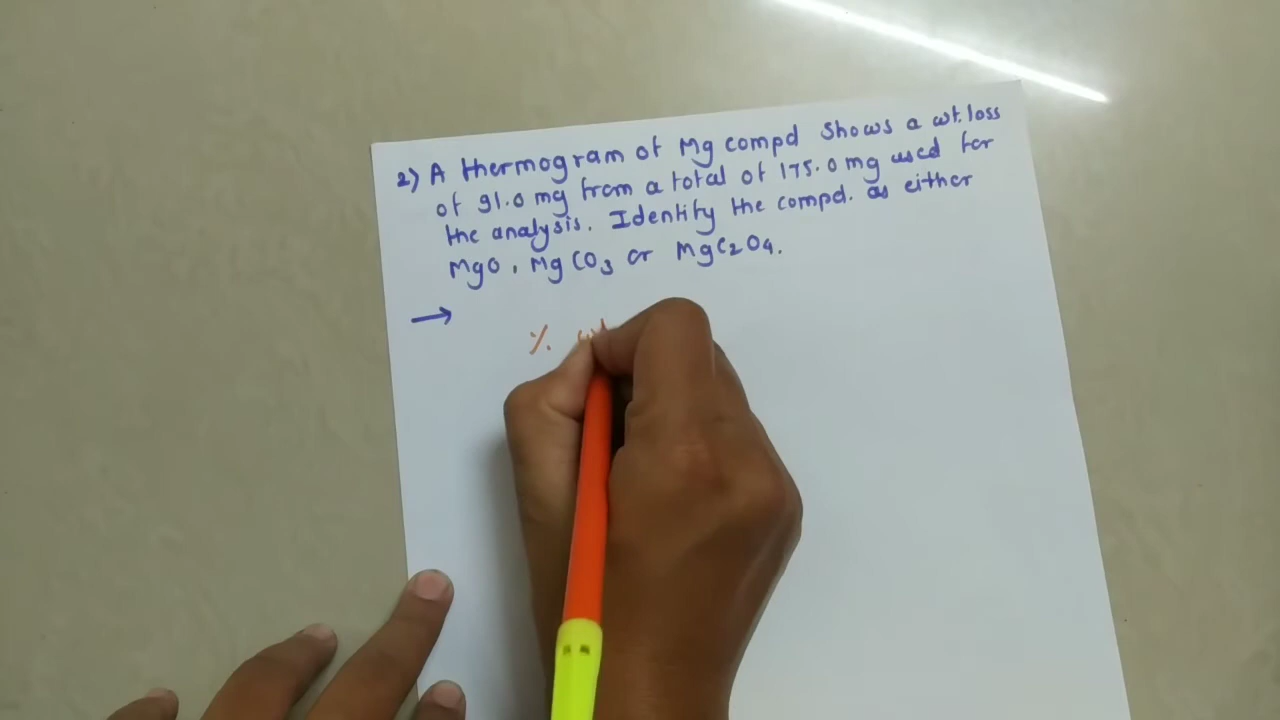 2) A thermogram of Mg compd shows a wt. loss
of 91.0 mg from a total of 175.0 mg used for
the analysis. Identify the compd. as either
MgO, MgCO3 or MgC2O4.
→
%